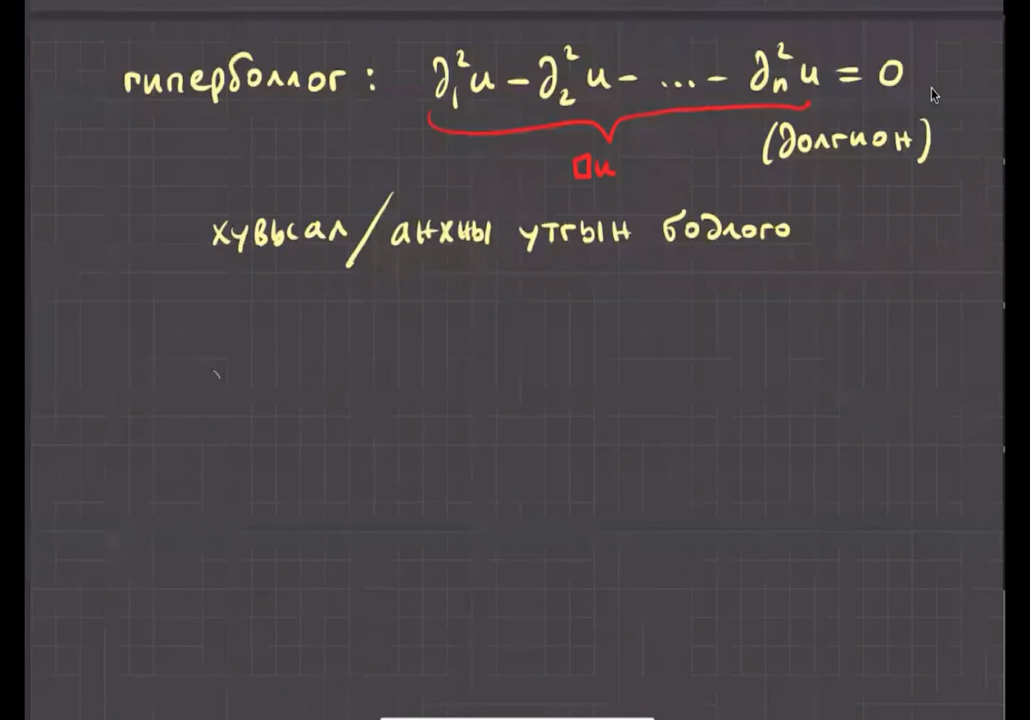 гиперболлог : ∂₁²u − ∂₂²u − ... − ∂ₙ²u = 0
(долгион)
□u
хувьсал / анхны утгын бодлого